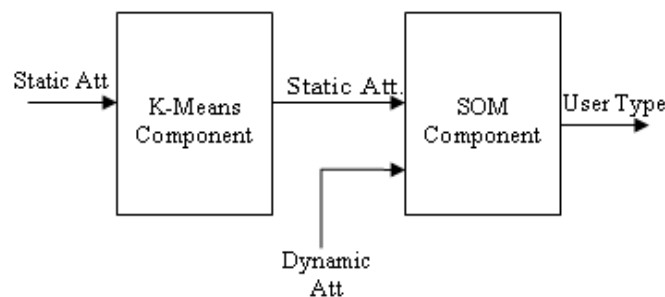 Static Att
K-Means
Component
Static Att.
SOM
Component
User Type
Dynamic
Att